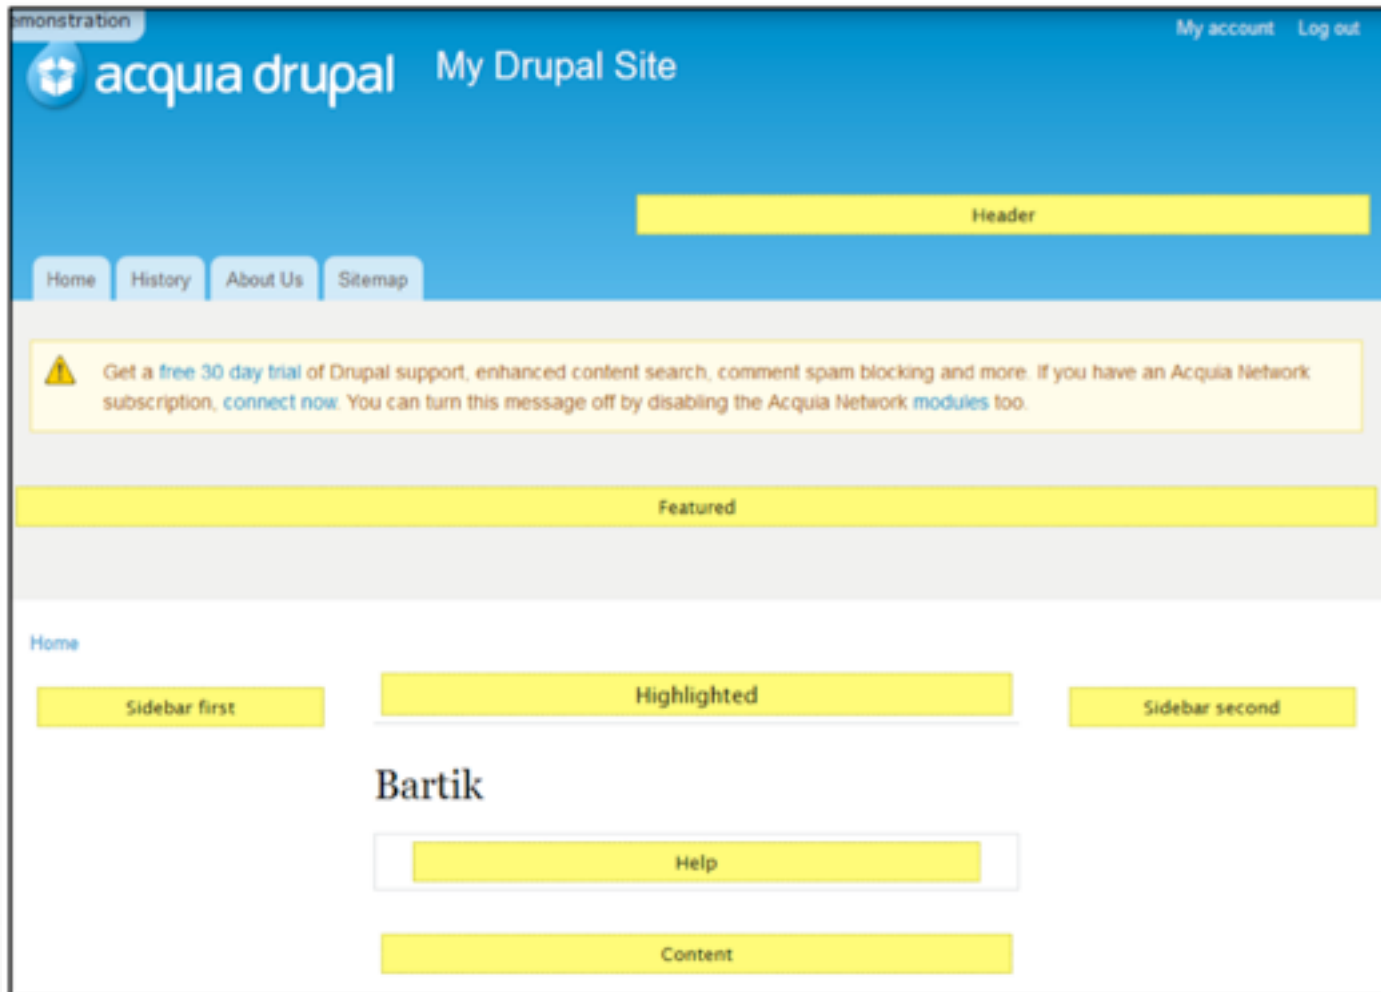 emonstration
My account Log out
acquia drupal My Drupal Site
Header
Home History About Us Sitemap
Get a free 30 day trial of Drupal support, enhanced content search, comment spam blocking and more. If you have an Acquia Network
subscription, connect now. You can turn this message off by disabling the Acquia Network modules too.
Featured
Home
Sidebar first
Highlighted
Sidebar second
Bartik
Help
Content